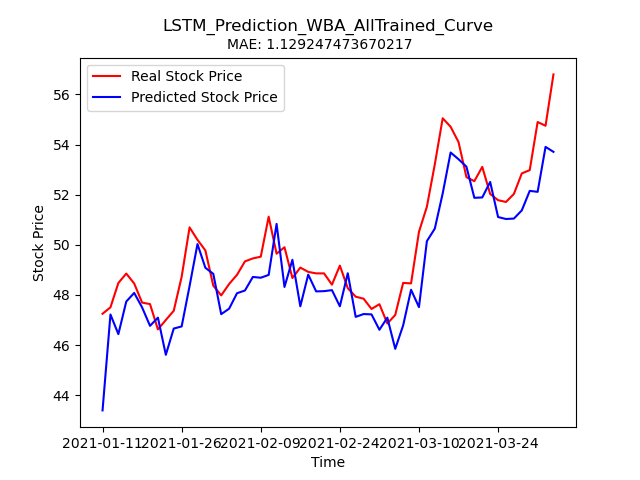 LSTM_Prediction_WBA_AllTrained_Curve
MAE: 1.129247473670217
Real Stock Price
Predicted Stock Price
56
54
52
50
48
46
44
Stock Price
2021-01-11 2021-01-26 2021-02-09 2021-02-24 2021-03-10 2021-03-24
Time